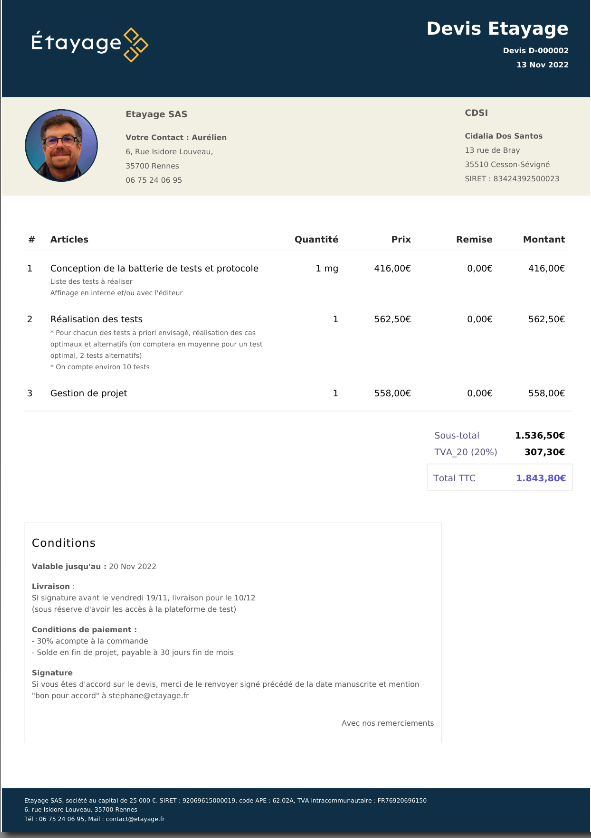 Étayage
Devis Etayage
Devis D-000002
13 Nov 2022
Etayage SAS
Votre Contact : Aurélien
6, Rue Isidore Louveau,
35700 Rennes
06 75 24 06 95
CDSI
Cidalia Dos Santos
13 rue de Bray
35510 Cesson-Sévigné
SIRET : 83424392500023
# Articles Quantité Prix Remise Montant
1 Conception de la batterie de tests et protocole 1 mg 416,00€ 0,00€ 416,00€
Liste des tests à réaliser
Affinage en interne et/ou avec l'éditeur
2 Réalisation des tests 1 562,50€ 0,00€ 562,50€
* Pour chacun des tests a priori envisagé, réalisation des cas
optimaux et alternatifs (on comptera en moyenne pour un test
optimal, 2 tests alternatifs)
* On compte environ 10 tests
3 Gestion de projet 1 558,00€ 0,00€ 558,00€
Sous-total 1.536,50€
TVA_20 (20%) 307,30€
Total TTC 1.843,80€
Conditions
Valable jusqu'au : 20 Nov 2022
Livraison :
Si signature avant le vendredi 19/11, livraison pour le 10/12
(sous réserve d'avoir les accès à la plateforme de test)
Conditions de paiement :
- 30% acompte à la commande
- Solde en fin de projet, payable à 30 jours fin de mois
Signature
Si vous êtes d'accord sur le devis, merci de le renvoyer signé précédé de la date manuscrite et mention
"bon pour accord" à stephane@etayage.fr
Avec nos remerciements
Etayage SAS, société au capital de 25 000 €, SIRET : 92069615000019, code APE : 62.02A, TVA intracommunautaire : FR76920696150
6, rue Isidore Louveau, 35700 Rennes
Tél : 06 75 24 06 95, Mail : contact@etayage.fr